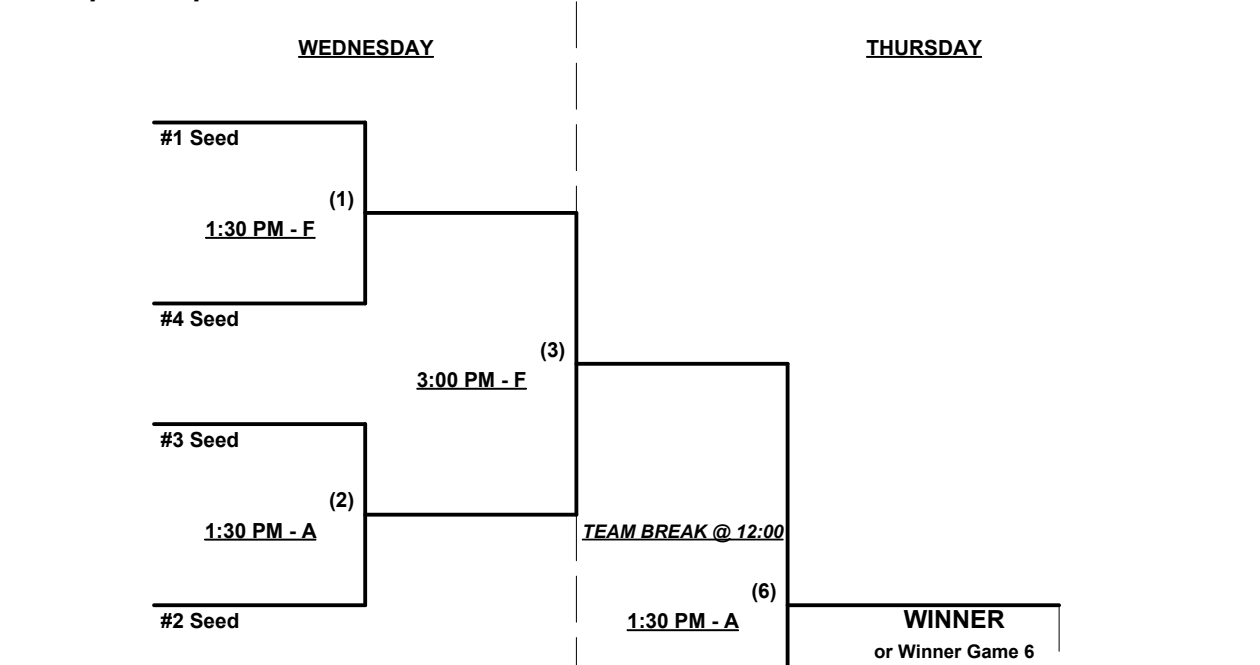 WEDNESDAY
THURSDAY
#1 Seed
(1)
1:30 PM - F
#4 Seed
(3)
3:00 PM - F
#3 Seed
(2)
1:30 PM - A
TEAM BREAK @ 12:00
(6)
1:30 PM - A
#2 Seed
WINNER
or Winner Game 6